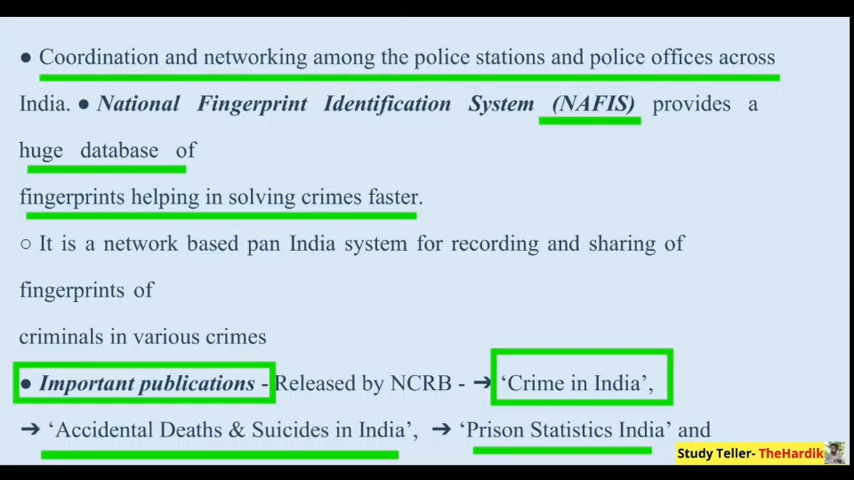 ● Coordination and networking among the police stations and police offices across
India. ● National Fingerprint Identification System (NAFIS) provides a
huge database of
fingerprints helping in solving crimes faster.
○ It is a network based pan India system for recording and sharing of
fingerprints of
criminals in various crimes
● Important publications - Released by NCRB - ➔ ‘Crime in India’,
➔ ‘Accidental Deaths & Suicides in India’, ➔ ‘Prison Statistics India’ and
Study Teller- TheHardik